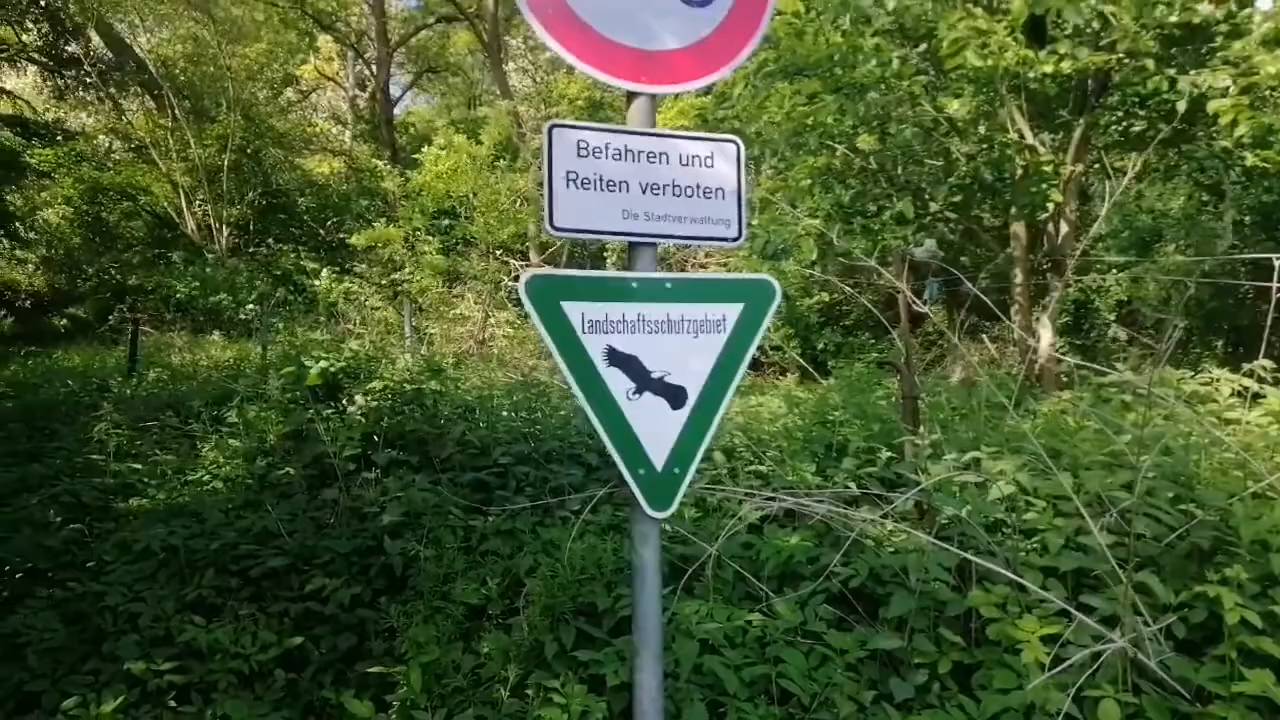 Befahren und
Reiten verboten
Die Stadtverwaltung
Landschaftsschutzgebiet